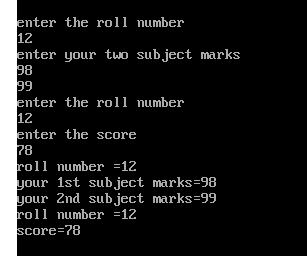 enter the roll number
12
enter your two subject marks
98
99
enter the roll number
12
enter the score
78
roll number =12
your 1st subject marks=98
your 2nd subject marks=99
roll number =12
score=78